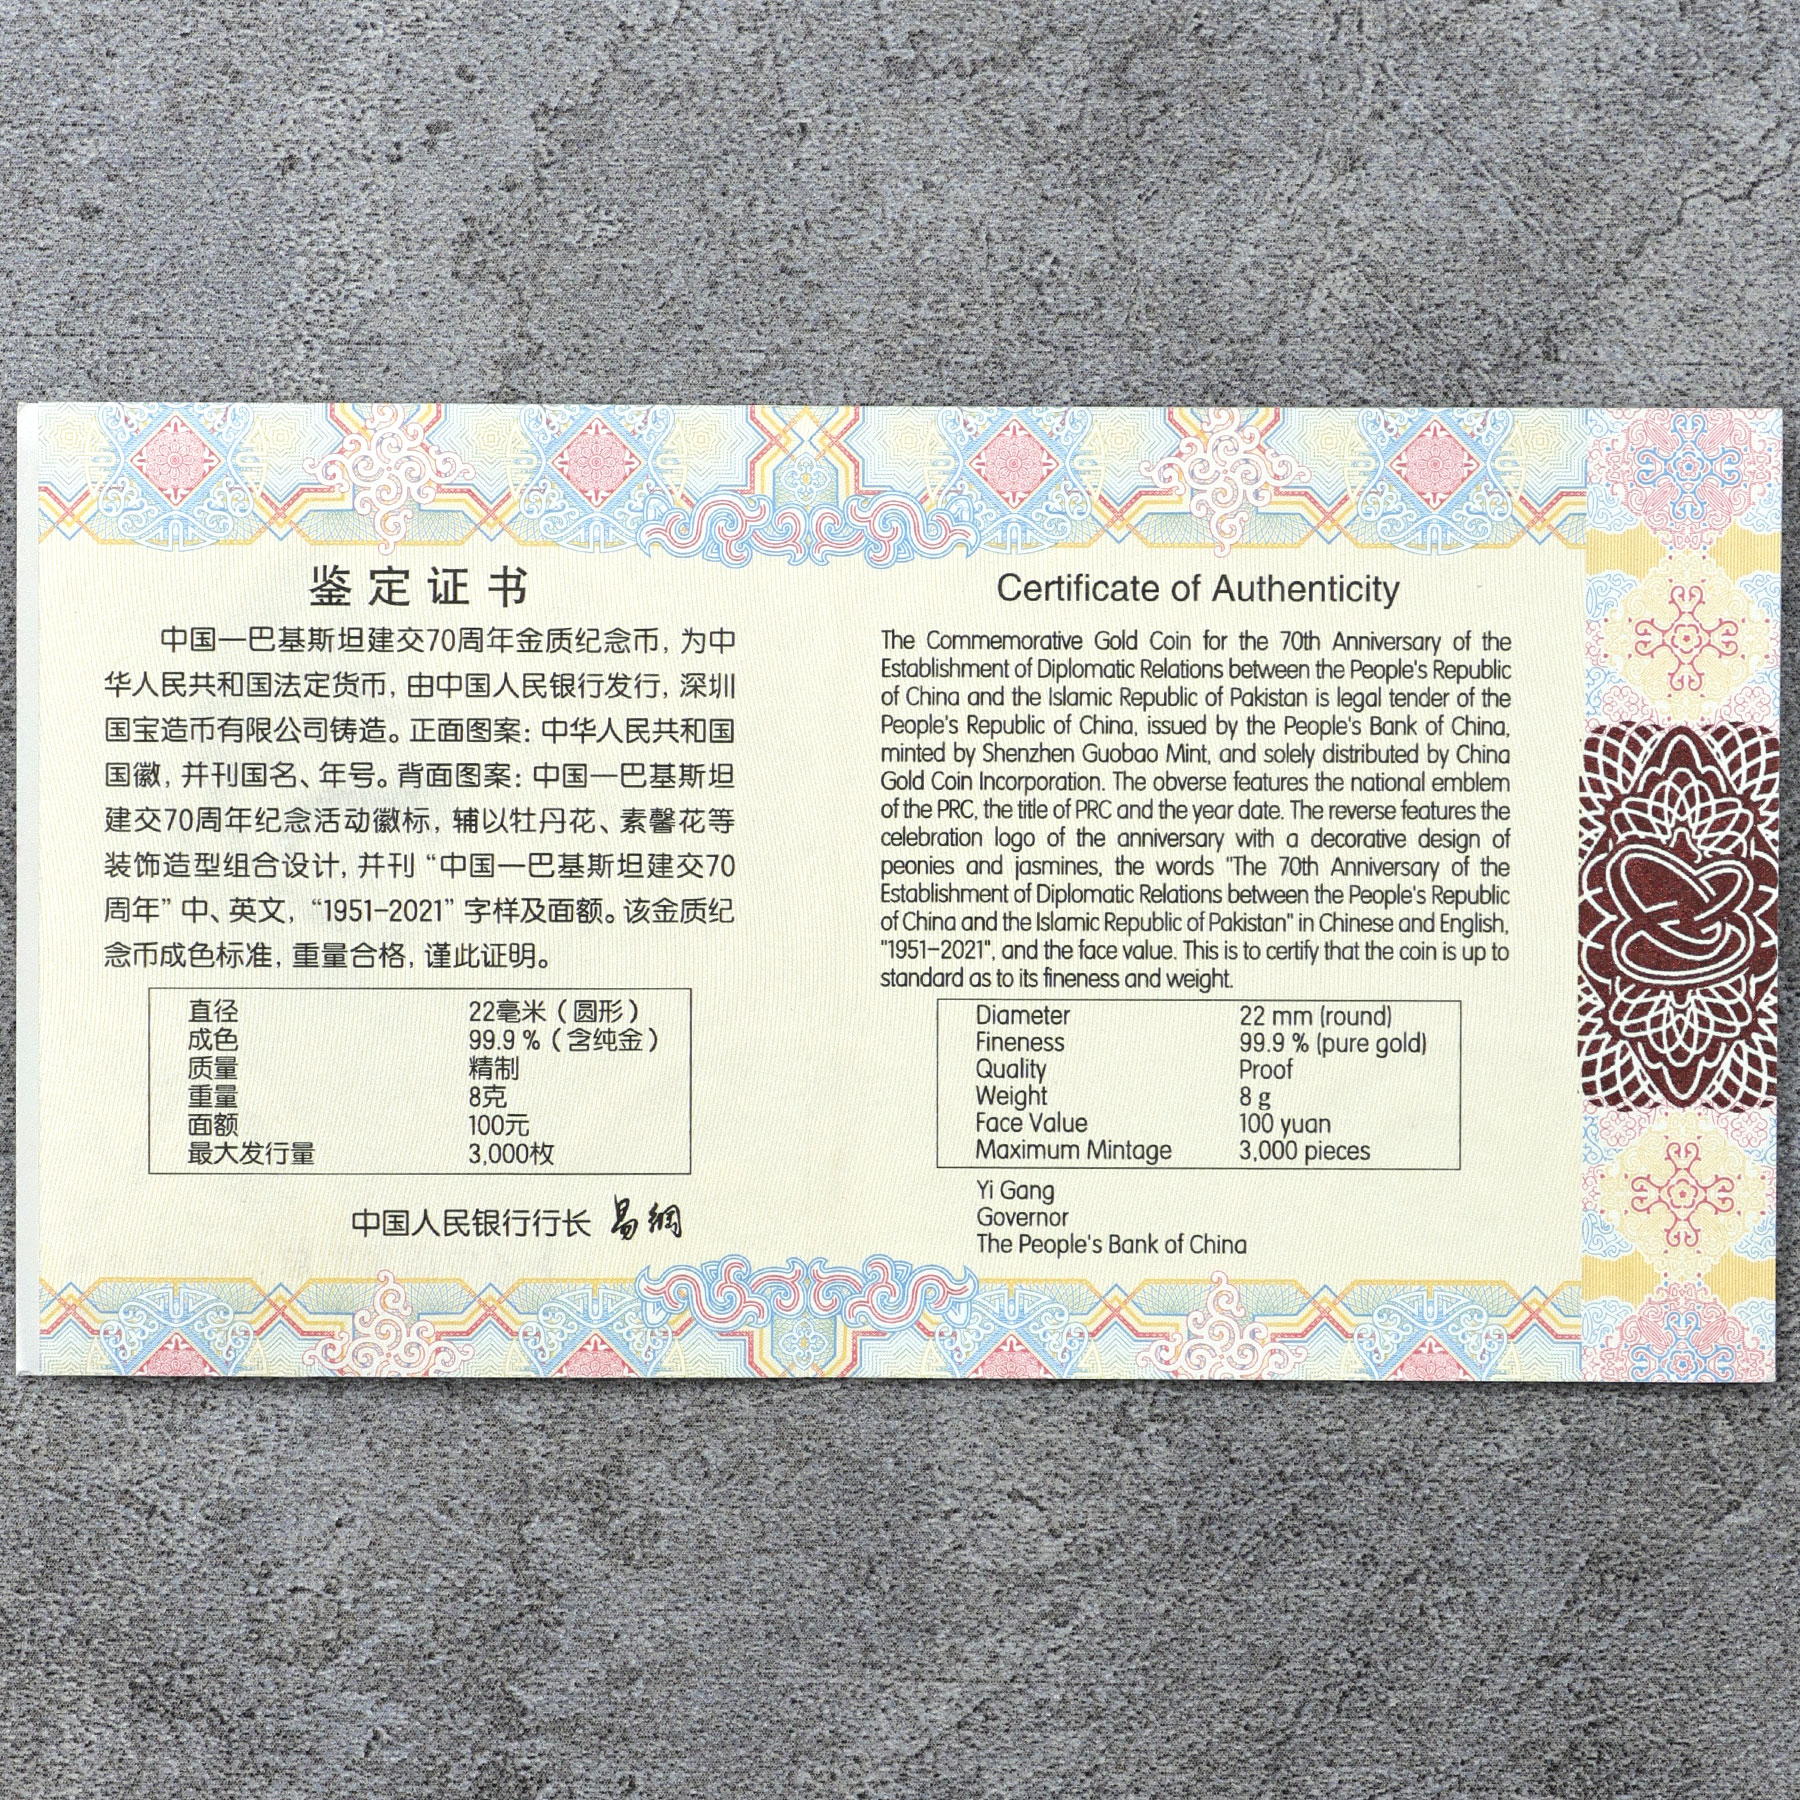 鉴定证书
中国—巴基斯坦建交70周年金质纪念币，为中
华人民共和国法定货币，由中国人民银行发行，深圳
国宝造币有限公司铸造。正面图案：中华人民共和国
国徽，并刊国名、年号。背面图案：中国—巴基斯坦
建交70周年纪念活动徽标，辅以牡丹花、素馨花等
装饰造型组合设计，并刊“中国—巴基斯坦建交70
周年”中、英文，“1951-2021”字样及面额。该金质纪
念币成色标准，重量合格，谨此证明。
直径 22毫米（圆形）
成色 99.9％（含纯金）
质量 精制
重量 8克
面额 100元
最大发行量 3,000枚
中国人民银行行长 易纲
Certificate of Authenticity
The Commemorative Gold Coin for the 70th Anniversary of the
Establishment of Diplomatic Relations between the People's Republic
of China and the Islamic Republic of Pakistan is legal tender of the
People's Republic of China, issued by the People's Bank of China,
minted by Shenzhen Guobao Mint, and solely distributed by China
Gold Coin Incorporation. The obverse features the national emblem
of the PRC, the title of PRC and the year date. The reverse features the
celebration logo of the anniversary with a decorative design of
peonies and jasmines, the words "The 70th Anniversary of the
Establishment of Diplomatic Relations between the People's Republic
of China and the Islamic Republic of Pakistan" in Chinese and English,
"1951-2021", and the face value. This is to certify that the coin is up to
standard as to its fineness and weight.
Diameter 22 mm (round)
Fineness 99.9 % (pure gold)
Quality Proof
Weight 8 g
Face Value 100 yuan
Maximum Mintage 3,000 pieces
Yi Gang
Governor
The People's Bank of China